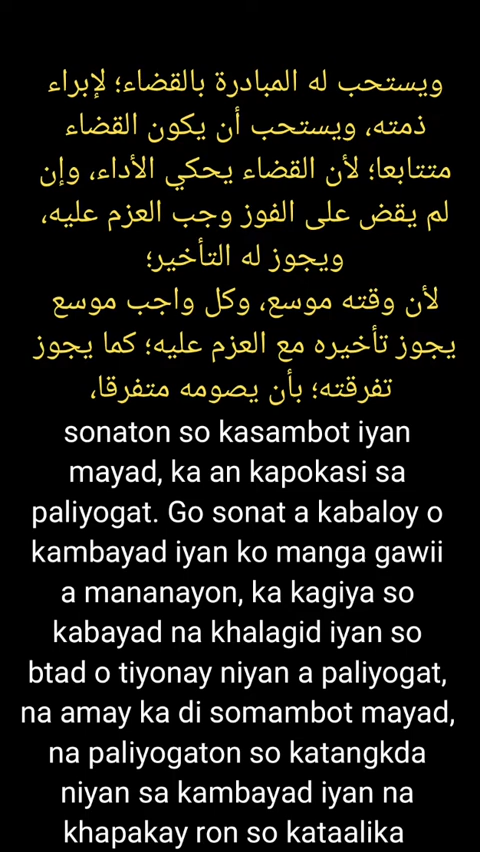 ويستحب له المبادرة بالقضاء؛ لإبراء
ذمته، ويستحب أن يكون القضاء
متتابعا؛ لأن القضاء يحكي الأداء، وإن
لم يقض على الفوز وجب العزم عليه،
ويجوز له التأخير؛
لأن وقته موسع، وكل واجب موسع
يجوز تأخيره مع العزم عليه؛ كما يجوز
تفرقته؛ بأن يصومه متفرقا،
sonaton so kasambot iyan
mayad, ka an kapokasi sa
paliyogat. Go sonat a kabaloy o
kambayad iyan ko manga gawii
a mananayon, ka kagiya so
kabayad na khalagid iyan so
btad o tiyonay niyan a paliyogat,
na amay ka di somambot mayad,
na paliyogaton so katangkda
niyan sa kambayad iyan na
khapakay ron so kataalika